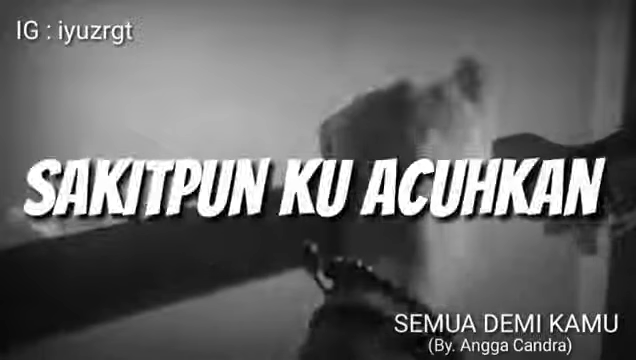 IG : iyuzrgt
SAKITPUN KU ACUHKAN
SEMUA DEMI KAMU
(By. Angga Candra)